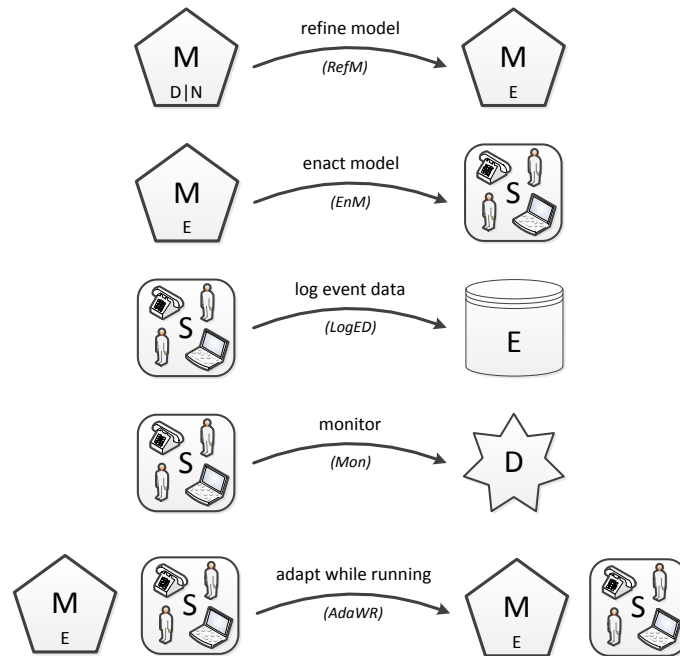 refine model
M
D|N
(RefM)
M
E
enact model
M
E
(EnM)
S
log event data
S
(LogED)
E
monitor
S
(Mon)
D
adapt while running
M
E
S
(AdaWR)
M
E
S